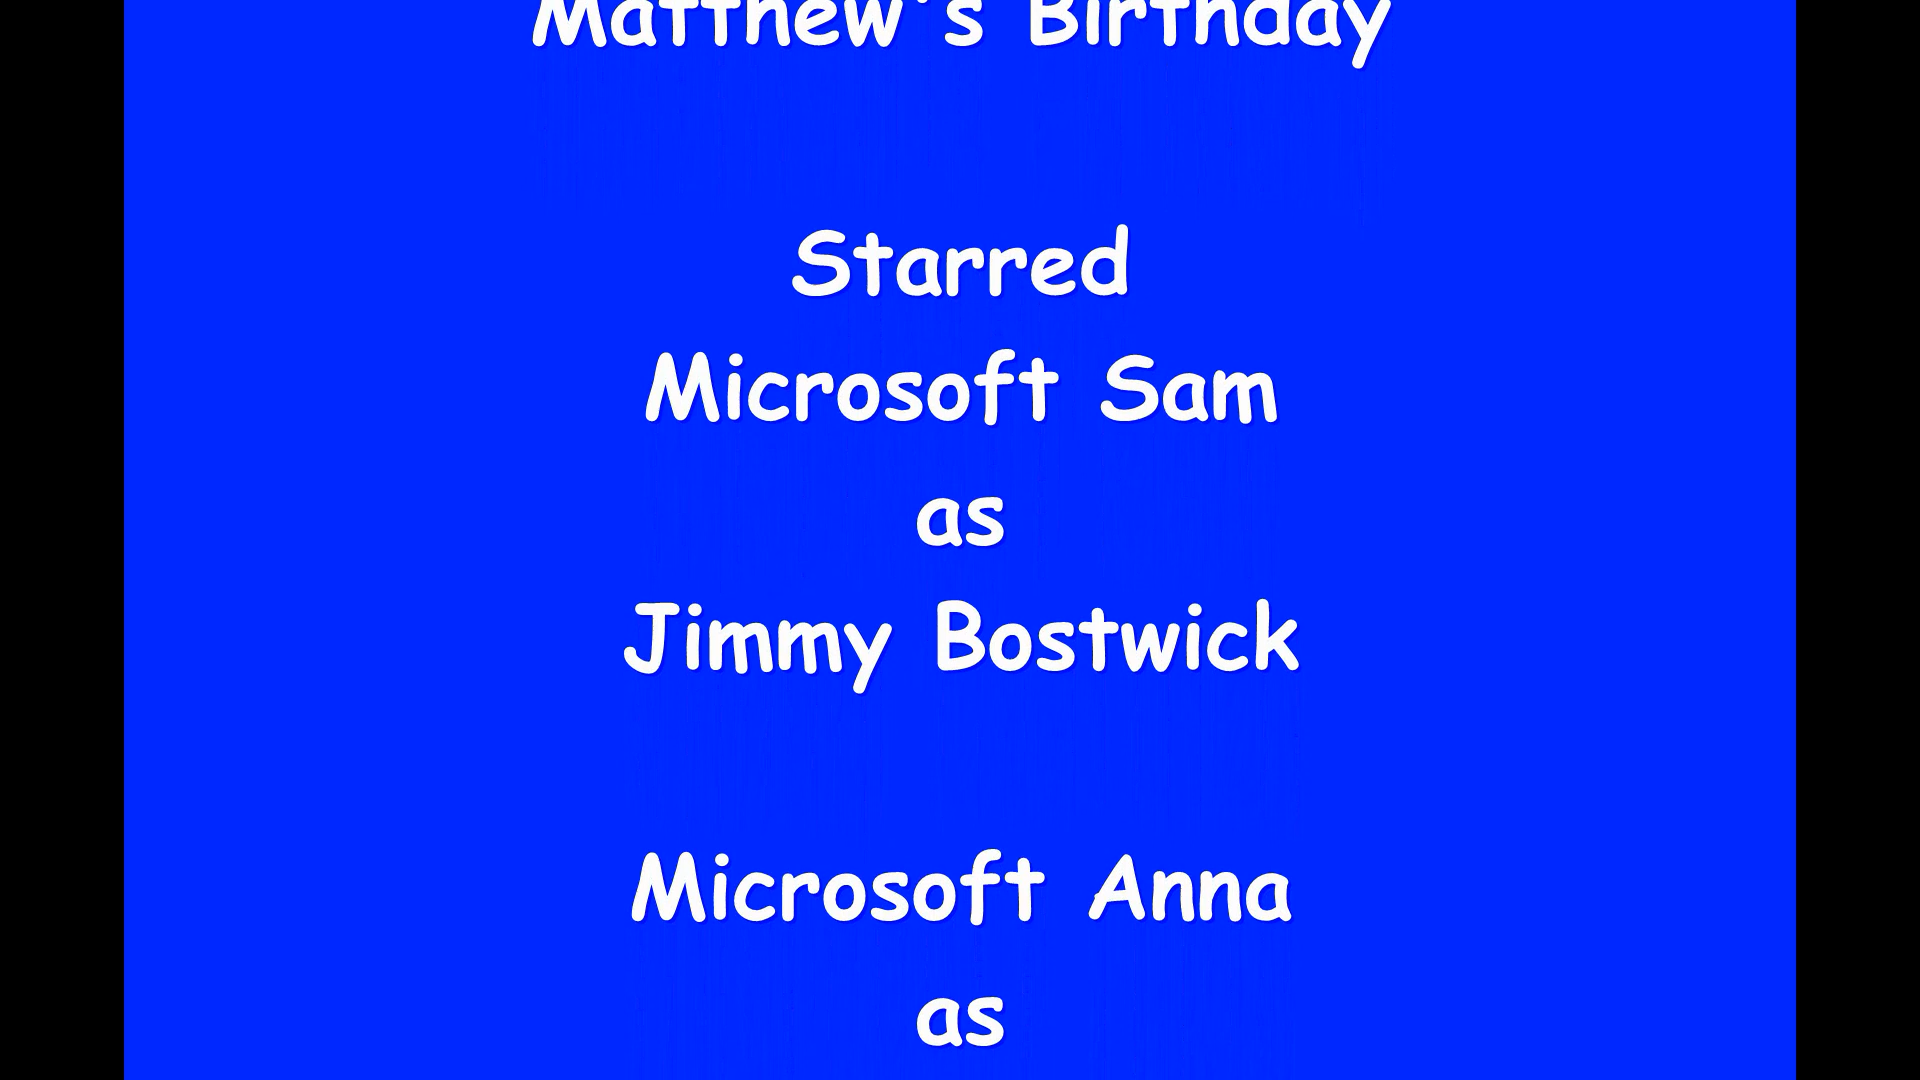 Matthew's Birthday
Starred
Microsoft Sam
as
Jimmy Bostwick
Microsoft Anna
as